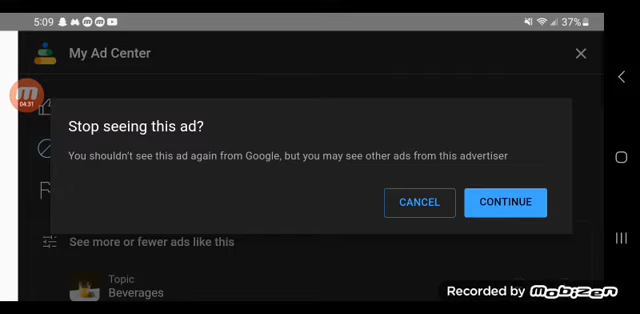 5:09
37%
My Ad Center
04:31
Stop seeing this ad?
You shouldn't see this ad again from Google, but you may see other ads from this advertiser
CANCEL
CONTINUE
See more or fewer ads like this
Topic
Beverages
Recorded by mobizen